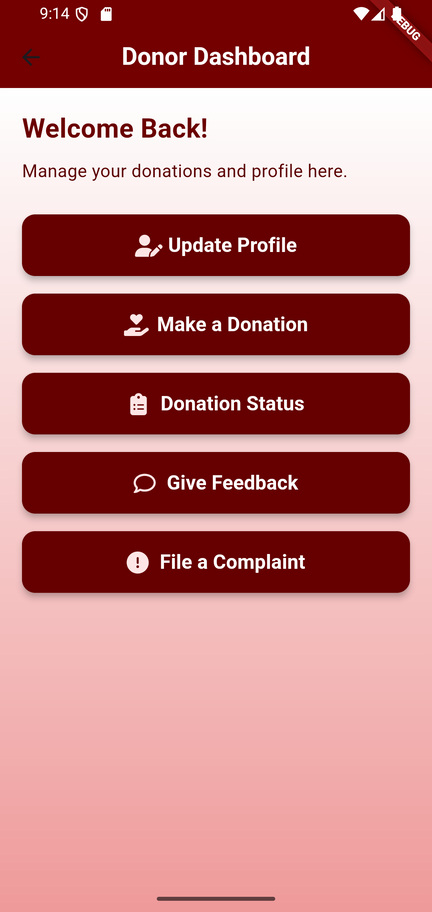 9:14
DEBUG
Donor Dashboard
Welcome Back!
Manage your donations and profile here.
Update Profile
Make a Donation
Donation Status
Give Feedback
File a Complaint